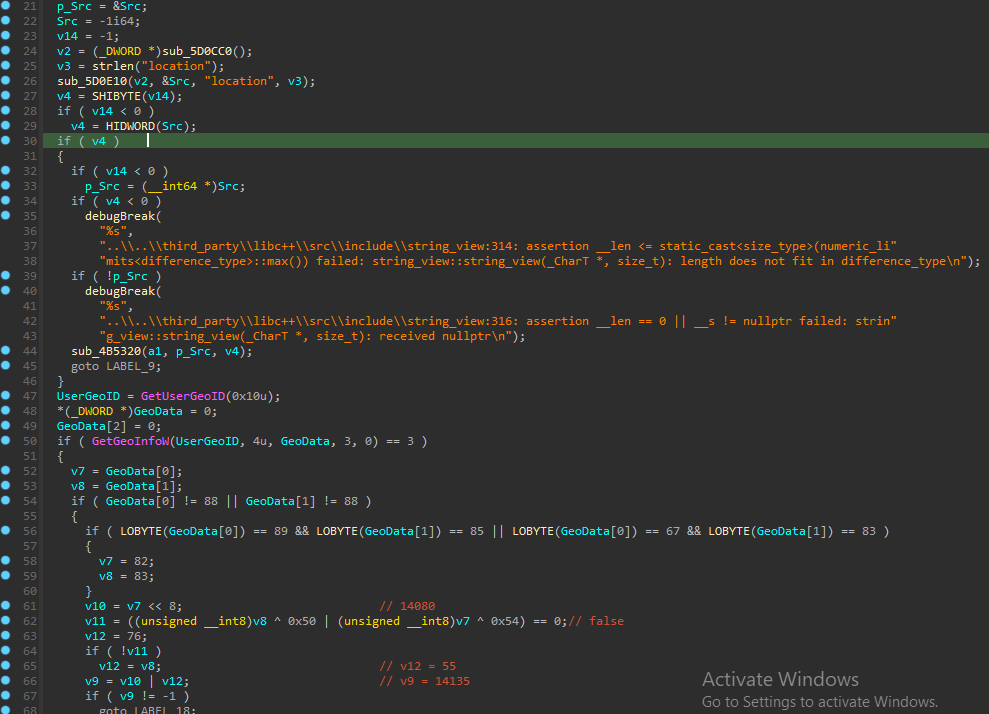 21 p_Src = &Src;
22 Src = -1i64;
23 v14 = -1;
24 v2 = (_DWORD *)sub_5D0CC0();
25 v3 = strlen("location");
26 sub_5D0E10(v2, &Src, "location", v3);
27 v4 = SHIBYTE(v14);
28 if ( v14 < 0 )
29 v4 = HIDWORD(Src);
30 if ( v4 )
31 {
32 if ( v14 < 0 )
33 p_Src = (__int64 *)Src;
34 if ( v4 < 0 )
35 debugBreak(
36 "%s",
37 "..\\..\\third_party\\libc++\\src\\include\\string_view:314: assertion __len <= static_cast<size_type>(numeric_li"
38 "mits<difference_type>::max()) failed: string_view::string_view(_CharT *, size_t): length does not fit in difference_type\n");
39 if ( !p_Src )
40 debugBreak(
41 "%s",
42 "..\\..\\third_party\\libc++\\src\\include\\string_view:316: assertion __len == 0 || __s != nullptr failed: strin"
43 "g_view::string_view(_CharT *, size_t): received nullptr\n");
44 sub_4B5320(a1, p_Src, v4);
45 goto LABEL_9;
46 }
47 UserGeoID = GetUserGeoID(0x10u);
48 *(_DWORD *)GeoData = 0;
49 GeoData[2] = 0;
50 if ( GetGeoInfoW(UserGeoID, 4u, GeoData, 3, 0) == 3 )
51 {
52 v7 = GeoData[0];
53 v8 = GeoData[1];
54 if ( GeoData[0] != 88 || GeoData[1] != 88 )
55 {
56 if ( LOBYTE(GeoData[0]) == 89 && LOBYTE(GeoData[1]) == 85 || LOBYTE(GeoData[0]) == 67 && LOBYTE(GeoData[1]) == 83 )
57 {
58 v7 = 82;
59 v8 = 83;
60 }
61 v10 = v7 << 8; // 14080
62 v11 = ((unsigned __int8)v8 ^ 0x50 | (unsigned __int8)v7 ^ 0x54) == 0;// false
63 v12 = 76;
64 if ( !v11 )
65 v12 = v8; // v12 = 55
66 v9 = v10 | v12; // v9 = 14135
67 if ( v9 != -1 )
68 goto LABEL_18;
Activate Windows
Go to Settings to activate Windows.